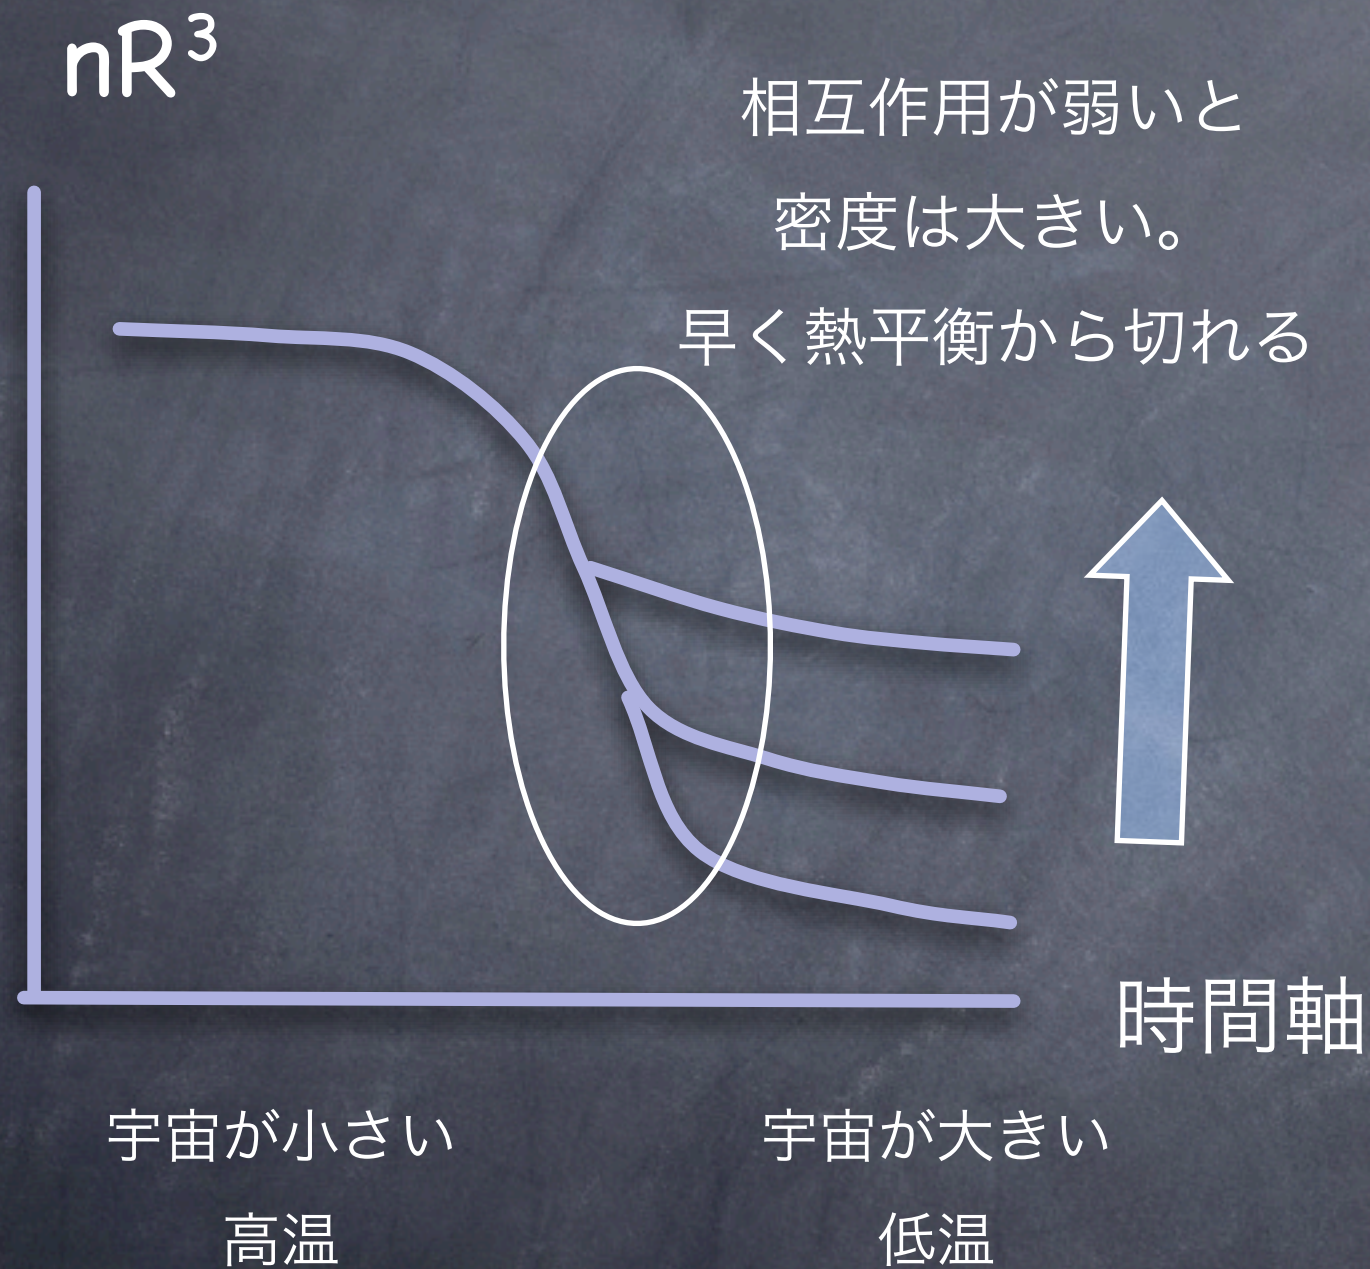 nR³
相互作用が弱いと
密度は大きい。
早く熱平衡から切れる
時間軸
宇宙が小さい
宇宙が大きい
高温
低温